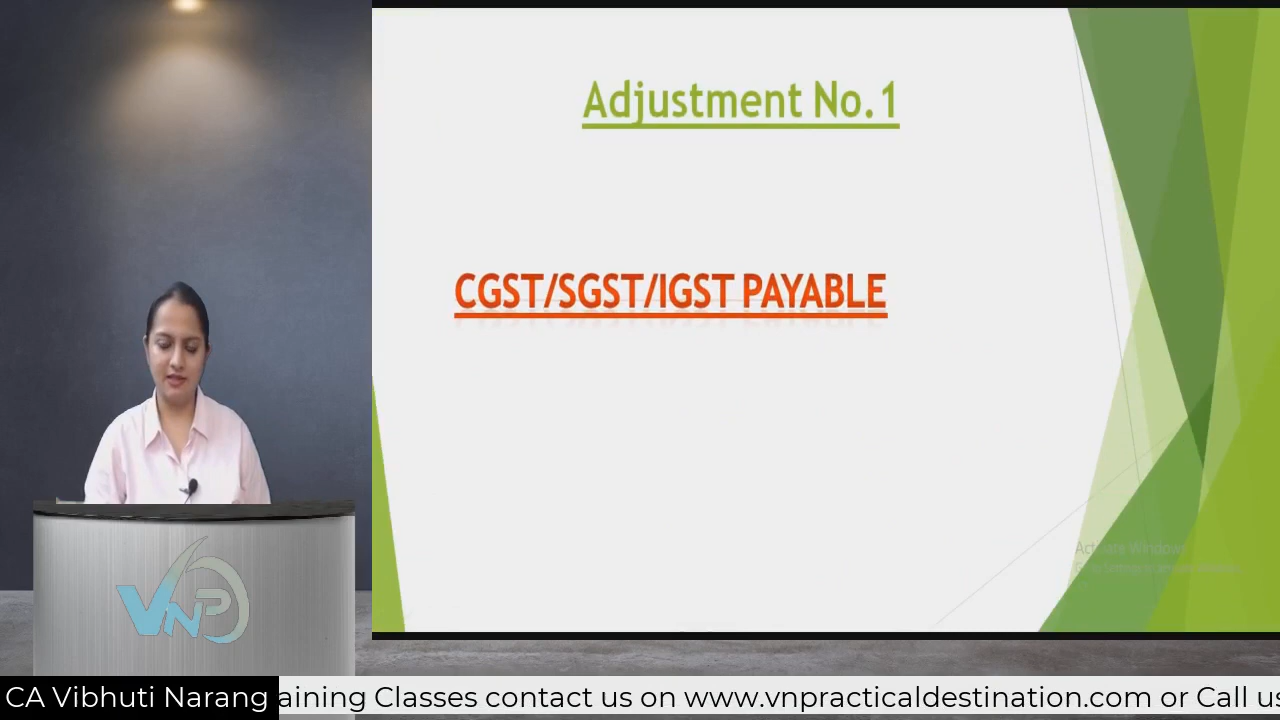 Adjustment No.1
CGST/SGST/IGST PAYABLE
VNP
CA Vibhuti Narang
aining Classes contact us on www.vnpracticaldestination.com or Call us